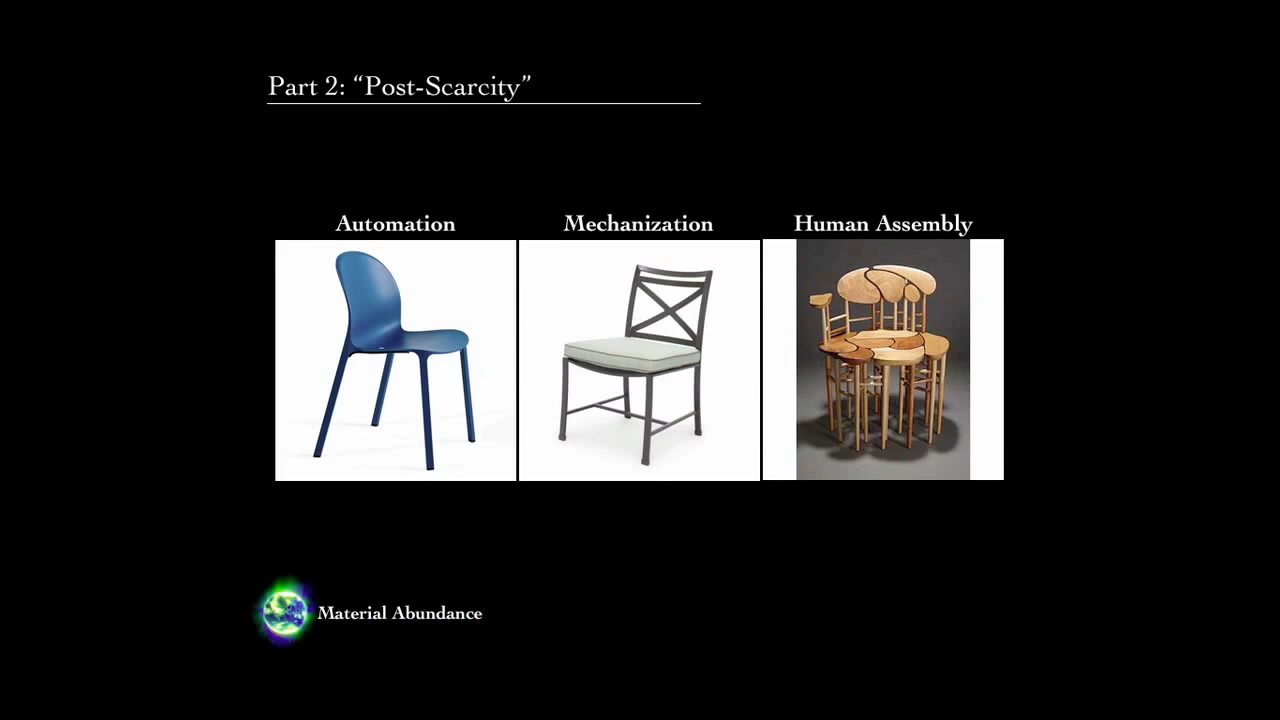 Part 2: “Post-Scarcity”
Automation
Mechanization
Human Assembly
Material Abundance